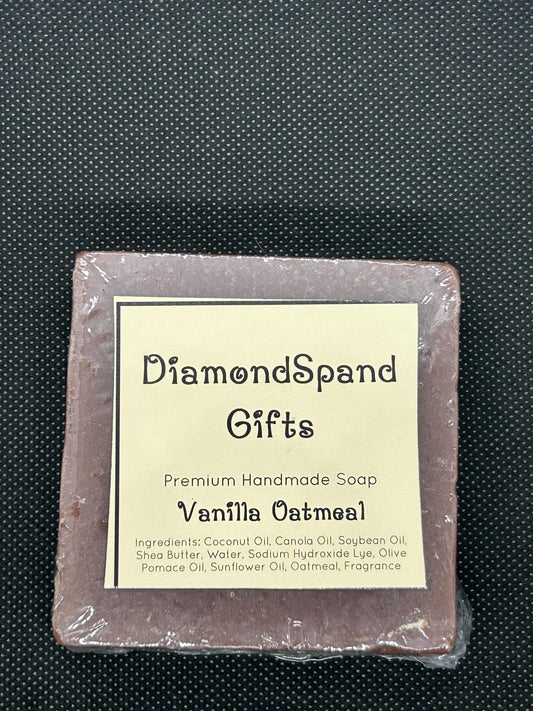 DiamondSpand
Gifts
Premium Handmade Soap
Vanilla Oatmeal
Ingredients: Coconut Oil, Canola Oil, Soybean Oil,
Shea Butter, Water, Sodium Hydroxide Lye, Olive
Pomace Oil, Sunflower Oil, Oatmeal, Fragrance